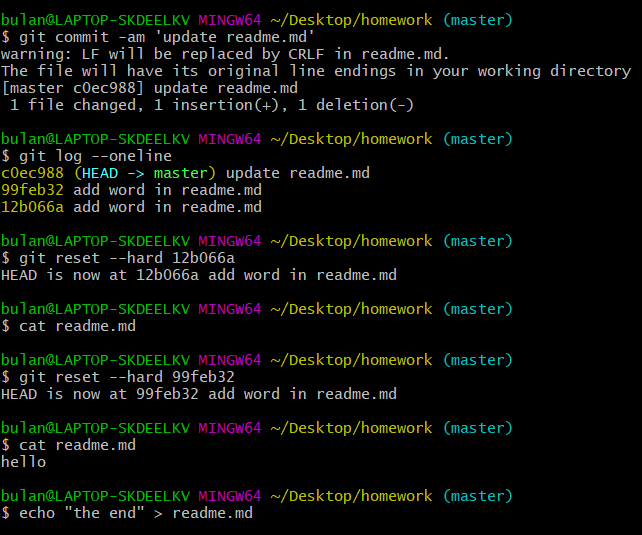 bulan@LAPTOP-SKDEELKV MINGW64 ~/Desktop/homework (master)
$ git commit -am 'update readme.md'
warning: LF will be replaced by CRLF in readme.md.
The file will have its original line endings in your working directory
[master c0ec988] update readme.md
 1 file changed, 1 insertion(+), 1 deletion(-)

bulan@LAPTOP-SKDEELKV MINGW64 ~/Desktop/homework (master)
$ git log --oneline
c0ec988 (HEAD -> master) update readme.md
99feb32 add word in readme.md
12b066a add word in readme.md

bulan@LAPTOP-SKDEELKV MINGW64 ~/Desktop/homework (master)
$ git reset --hard 12b066a
HEAD is now at 12b066a add word in readme.md

bulan@LAPTOP-SKDEELKV MINGW64 ~/Desktop/homework (master)
$ cat readme.md

bulan@LAPTOP-SKDEELKV MINGW64 ~/Desktop/homework (master)
$ git reset --hard 99feb32
HEAD is now at 99feb32 add word in readme.md

bulan@LAPTOP-SKDEELKV MINGW64 ~/Desktop/homework (master)
$ cat readme.md
hello

bulan@LAPTOP-SKDEELKV MINGW64 ~/Desktop/homework (master)
$ echo "the end" > readme.md